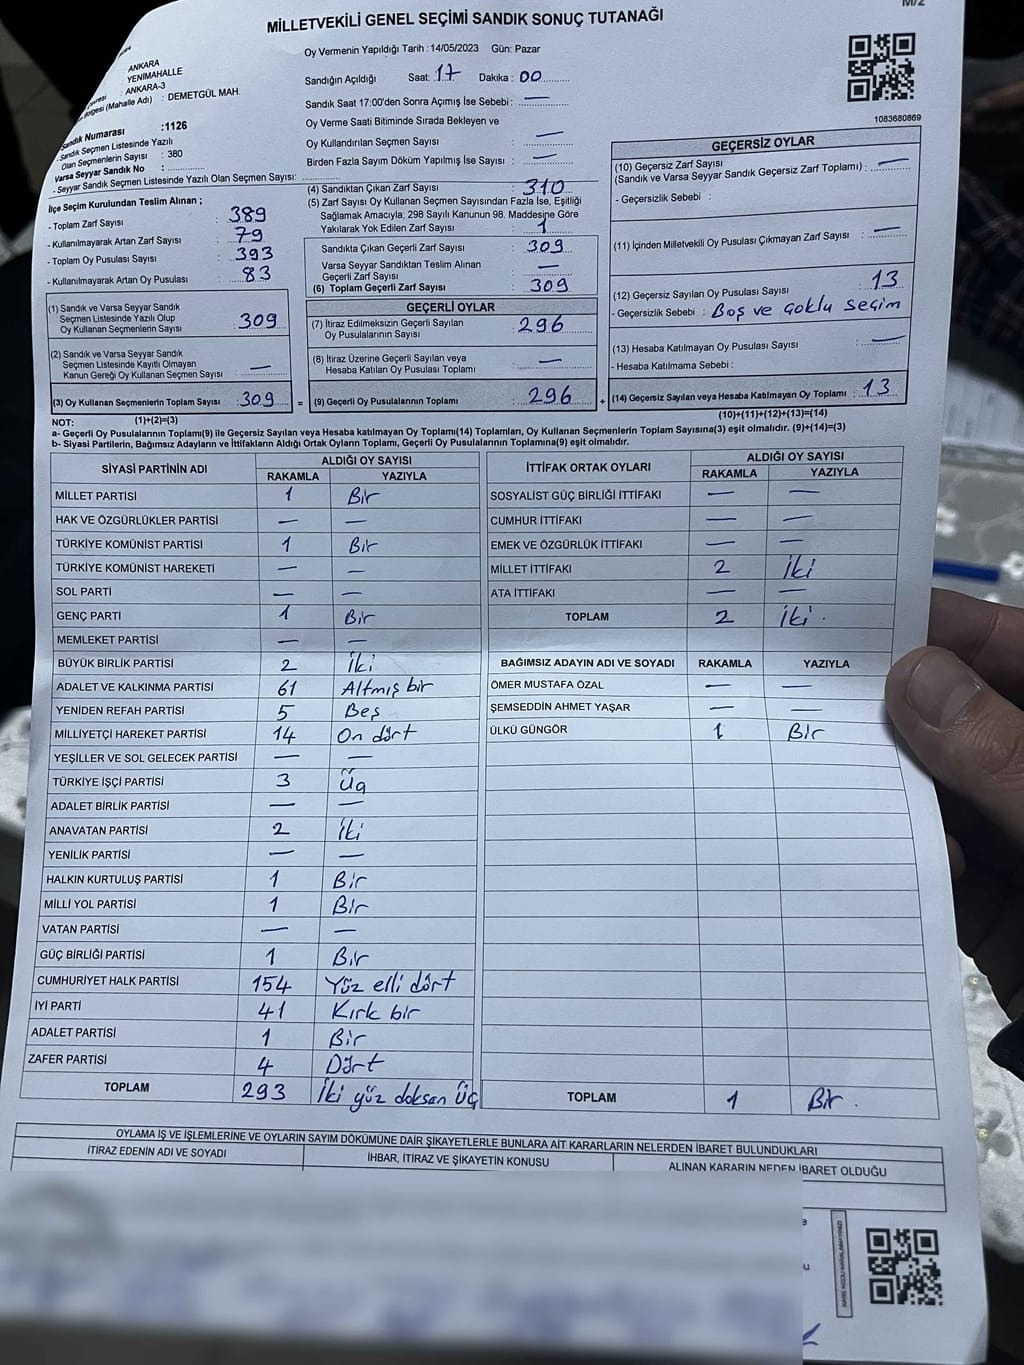 M/2
MİLLETVEKİLİ GENEL SEÇİMİ SANDIK SONUÇ TUTANAĞI
ANKARA
YENİMAHALLE
ANKARA-3
(Mahalle Adı) : DEMETGÜL MAH.
Sandık Numarası :1126
Sandık Seçmen Listesinde Yazılı
Olan Seçmenlerin Sayısı : 380
Varsa Seyyar Sandık No :
- Seyyar Sandık Seçmen Listesinde Yazılı Olan Seçmen Sayısı:
Oy Vermenin Yapıldığı Tarih :14/05/2023 Gün: Pazar
Sandığın Açıldığı Saat: 17 Dakika : 00
Sandık Saat 17:00'den Sonra Açımış İse Sebebi : —
Oy Verme Saati Bitiminde Sırada Bekleyen ve
Oy Kullandırılan Seçmen Sayısı —
Birden Fazla Sayım Döküm Yapılmış İse Sayısı : —
1083680869
İlçe Seçim Kurulundan Teslim Alınan ;
- Toplam Zarf Sayısı : 389
- Kullanılmayarak Artan Zarf Sayısı : 79
- Toplam Oy Pusulası Sayısı : 393
- Kullanılmayarak Artan Oy Pusulası : 83
(1) Sandık ve Varsa Seyyar Sandık
Seçmen Listesinde Yazılı Olup
Oy Kullanan Seçmenlerin Sayısı : 309
(2) Sandık ve Varsa Seyyar Sandık
Seçmen Listesinde Kayıtlı Olmayan
Kanun Gereği Oy Kullanan Seçmen Sayısı : —
(3) Oy Kullanan Seçmenlerin Toplam Sayısı : 309 =
(4) Sandıktan Çıkan Zarf Sayısı : 310
(5) Zarf Sayısı Oy Kullanan Seçmen Sayısından Fazla İse, Eşitliği
Sağlamak Amacıyla; 298 Sayılı Kanunun 98. Maddesine Göre
Yakılarak Yok Edilen Zarf Sayısı : 1
Sandıkta Çıkan Geçerli Zarf Sayısı : 309
Varsa Seyyar Sandıktan Teslim Alınan
Geçerli Zarf Sayısı : —
(6) Toplam Geçerli Zarf Sayısı : 309
GEÇERLİ OYLAR
(7) İtiraz Edilmeksizin Geçerli Sayılan
Oy Pusulalarının Sayısı : 296
(8) İtiraz Üzerine Geçerli Sayılan veya
Hesaba Katılan Oy Pusulası Toplamı : —
(9) Geçerli Oy Pusulalarının Toplamı : 296 +
GEÇERSİZ OYLAR
(10) Geçersiz Zarf Sayısı
(Sandık ve Varsa Seyyar Sandık Geçersiz Zarf Toplamı) : —
- Geçersizlik Sebebi :
(11) İçinden Milletvekili Oy Pusulası Çıkmayan Zarf Sayısı : —
(12) Geçersiz Sayılan Oy Pusulası Sayısı : 13
- Geçersizlik Sebebi : Boş ve çoklu seçim
(13) Hesaba Katılmayan Oy Pusulası Sayısı : —
- Hesaba Katılmama Sebebi :
(14) Geçersiz Sayılan veya Hesaba Katılmayan Oy Toplamı : 13
NOT: (1)+(2)=(3) (10)+(11)+(12)+(13)=(14)
a- Geçerli Oy Pusulalarının Toplamı(9) ile Geçersiz Sayılan veya Hesaba katılmayan Oy Toplamı(14) Toplamları, Oy Kullanan Seçmenlerin Toplam Sayısına(3) eşit olmalıdır. (9)+(14)=(3)
b- Siyasi Partilerin, Bağımsız Adayların ve İttifakların Aldığı Ortak Oyların Toplamı, Geçerli Oy Pusulalarının Toplamına(9) eşit olmalıdır.
SİYASİ PARTİNİN ADI ALDIĞI OY SAYISI
RAKAMLA YAZIYLA
MİLLET PARTİSİ 1 Bir
HAK VE ÖZGÜRLÜKLER PARTİSİ — —
TÜRKİYE KOMÜNİST PARTİSİ 1 Bir
TÜRKİYE KOMÜNİST HAREKETİ — —
SOL PARTİ — —
GENÇ PARTİ 1 Bir
MEMLEKET PARTİSİ — —
BÜYÜK BİRLİK PARTİSİ 2 İki
ADALET VE KALKINMA PARTİSİ 61 Altmış bir
YENİDEN REFAH PARTİSİ 5 Beş
MİLLİYETÇİ HAREKET PARTİSİ 14 On dört
YEŞİLLER VE SOL GELECEK PARTİSİ — —
TÜRKİYE İŞÇİ PARTİSİ 3 Üç
ADALET BİRLİK PARTİSİ — —
ANAVATAN PARTİSİ 2 İki
YENİLİK PARTİSİ — —
HALKIN KURTULUŞ PARTİSİ 1 Bir
MİLLİ YOL PARTİSİ 1 Bir
VATAN PARTİSİ — —
GÜÇ BİRLİĞİ PARTİSİ 1 Bir
CUMHURİYET HALK PARTİSİ 154 Yüz elli dört
İYİ PARTİ 41 Kırk bir
ADALET PARTİSİ 1 Bir
ZAFER PARTİSİ 4 Dört
TOPLAM 293 İki yüz doksan üç
İTTİFAK ORTAK OYLARI ALDIĞI OY SAYISI
RAKAMLA YAZIYLA
SOSYALİST GÜÇ BİRLİĞİ İTTİFAKI — —
CUMHUR İTTİFAKI — —
EMEK VE ÖZGÜRLÜK İTTİFAKI — —
MİLLET İTTİFAKI 2 İki
ATA İTTİFAKI — —
TOPLAM 2 İki.
BAĞIMSIZ ADAYIN ADI VE SOYADI RAKAMLA YAZIYLA
ÖMER MUSTAFA ÖZAL — —
ŞEMSEDDİN AHMET YAŞAR — —
ÜLKÜ GÜNGÖR 1 Bir
TOPLAM 1 Bir.
OYLAMA İŞ VE İŞLEMLERİNE VE OYLARIN SAYIM DÖKÜMÜNE DAİR ŞİKAYETLERLE BUNLARA AİT KARARLARIN NELERDEN İBARET BULUNDUKLARI
İTİRAZ EDENİN ADI VE SOYADI İHBAR, İTİRAZ VE ŞİKAYETİN KONUSU ALINAN KARARIN NEDEN İBARET OLDUĞU